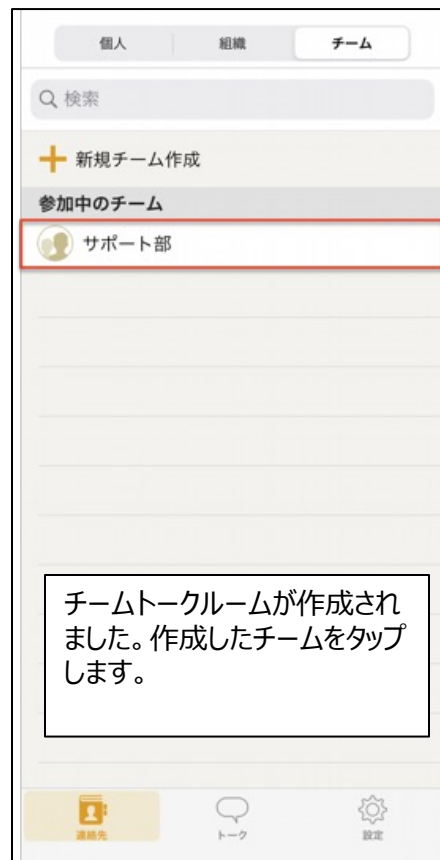 個人 組織 チーム
検索
新規チーム作成
参加中のチーム
サポート部
チームトークルームが作成され
ました。作成したチームをタップ
します。
連絡先 トーク 設定